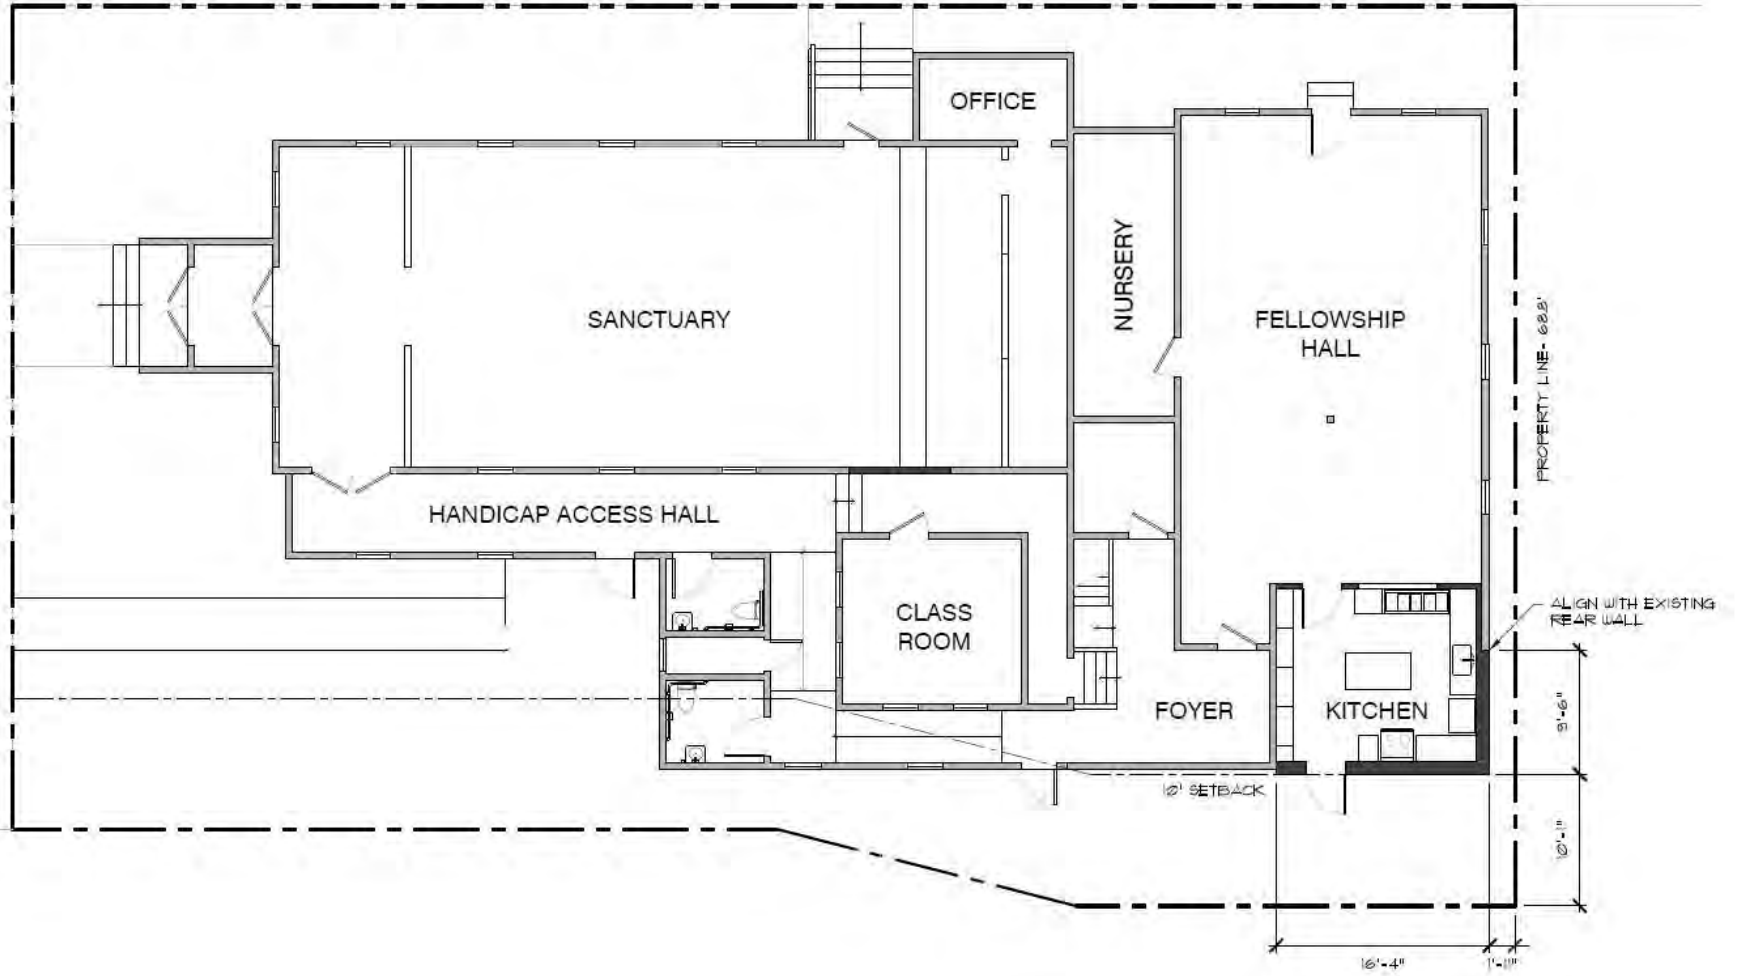 OFFICE
NURSERY
SANCTUARY
FELLOWSHIP
HALL
PROPERTY LINE- 68.8'
HANDICAP ACCESS HALL
CLASS
ROOM
ALIGN WITH EXISTING
REAR WALL
FOYER
KITCHEN
9'-6"
10' SETBACK
10'-1"
16'-4"
1'-11"